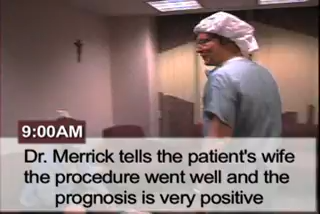 9:00AM
Dr. Merrick tells the patient's wife
the procedure went well and the
prognosis is very positive